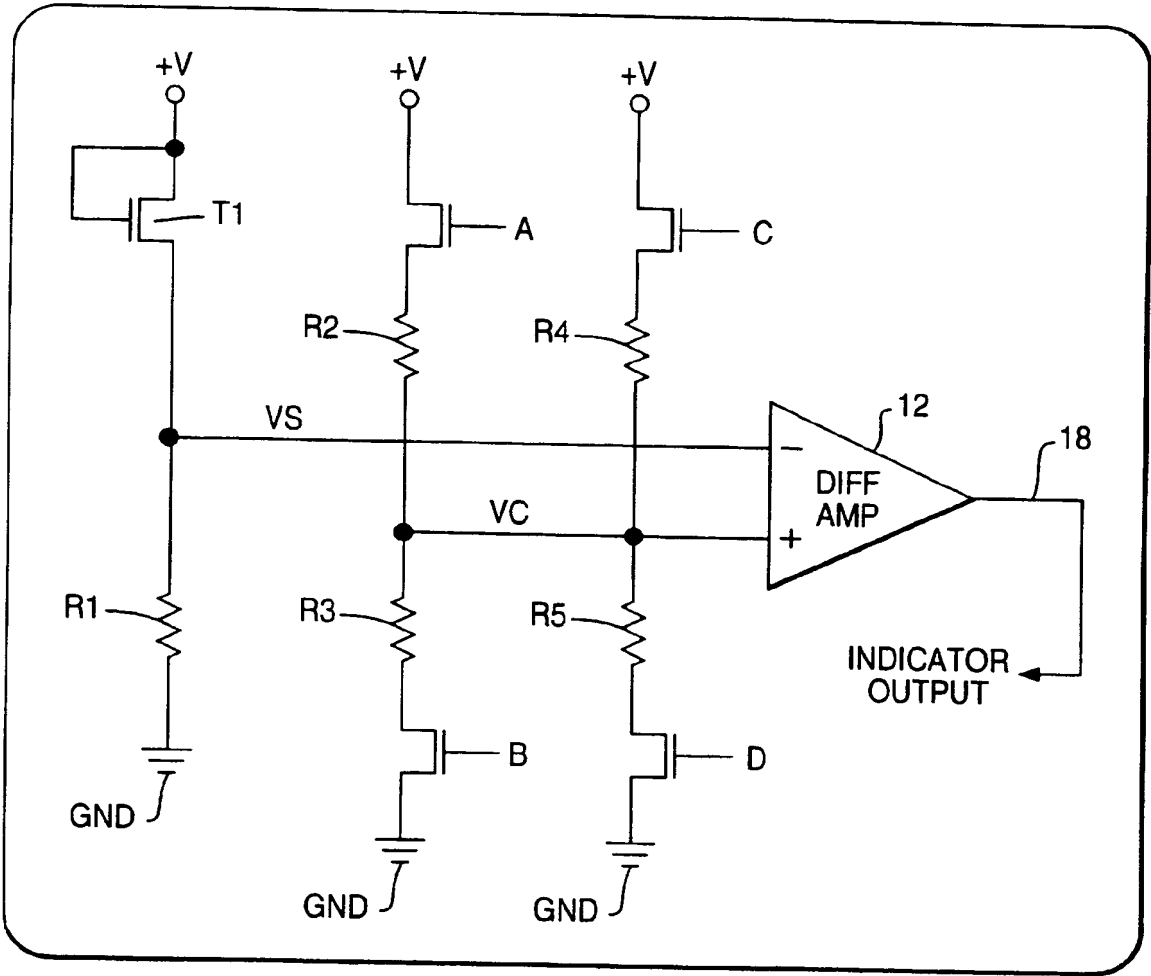 +V
+V
+V
T1
A
C
R2
R4
12
VS
18
DIFF
AMP
−
VC
+
R1
R3
R5
INDICATOR
OUTPUT
B
D
GND
GND
GND